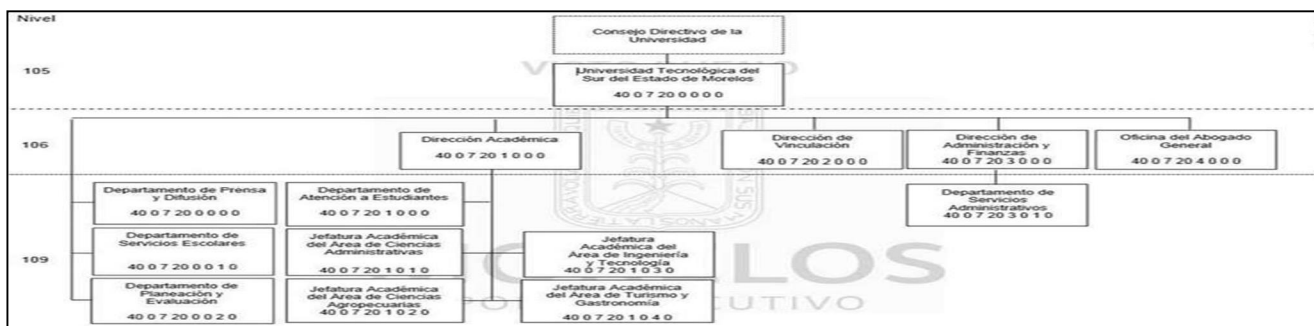 Nivel
Consejo Directivo de la
Universidad
105
Universidad Tecnológica del
Sur del Estado de Morelos
40 0 7 2 0 0 0 0 0
106
Dirección Académica
40 0 7 20 1 0 0 0
Dirección de
Vinculación
40 0 7 20 2 0 0 0
Dirección de
Administración y
Finanzas
40 0 7 20 3 0 0 0
Oficina del Abogado
General
40 0 7 20 4 0 0 0
Departamento de Prensa
y Difusión
40 0 7 20 0 0 0 0
Departamento de
Atención a Estudiantes
40 0 7 20 1 0 0 0
Departamento de
Servicios
Administrativos
40 0 7 20 3 0 1 0
109
Departamento de
Servicios Escolares
40 0 7 20 0 0 1 0
Jefatura Académica
del Área de Ciencias
Administrativas
40 0 7 20 1 0 1 0
Jefatura
Académica del
Área de Ingeniería
y Tecnología
40 0 7 20 1 0 3 0
Departamento de
Planeación y
Evaluación
40 0 7 20 0 0 2 0
Jefatura Académica
del Área de Ciencias
Agropecuarias
40 0 7 20 1 0 2 0
Jefatura Académica
del Área de Turismo y
Gastronomía
40 0 7 20 1 0 4 0